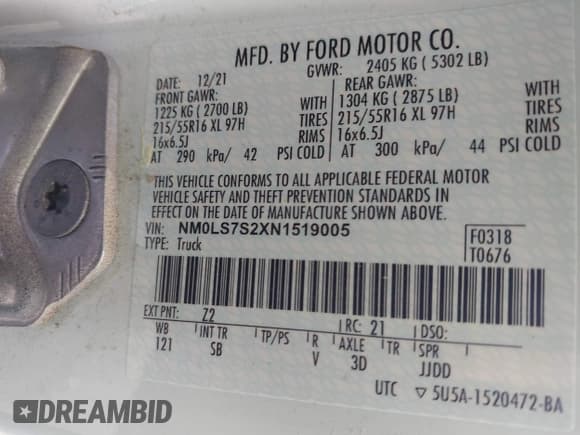 MFD. BY FORD MOTOR CO.
DATE: 12/21 GVWR: 2405 KG ( 5302 LB)
FRONT GAWR: REAR GAWR:
1225 KG ( 2700 LB) WITH 1304 KG ( 2875 LB) WITH
215/55R16 XL 97H TIRES 215/55R16 XL 97H TIRES
16x6.5J RIMS 16x6.5J RIMS
AT 290 kPa/ 42 PSI COLD AT 300 kPa/ 44 PSI COLD
THIS VEHICLE CONFORMS TO ALL APPLICABLE FEDERAL MOTOR
VEHICLE SAFETY AND THEFT PREVENTION STANDARDS IN
EFFECT ON THE DATE OF MANUFACTURE SHOWN ABOVE.
VIN: NM0LS7S2XN1519005 F0318
TYPE: Truck T0676
EXT PNT: Z2 RC: 21 DSO:
WB INT TR TP/PS R AXLE TR SPR
121 SB V 3D JJDD
UTC ▽ 5U5A-1520472-BA
DREAMBID